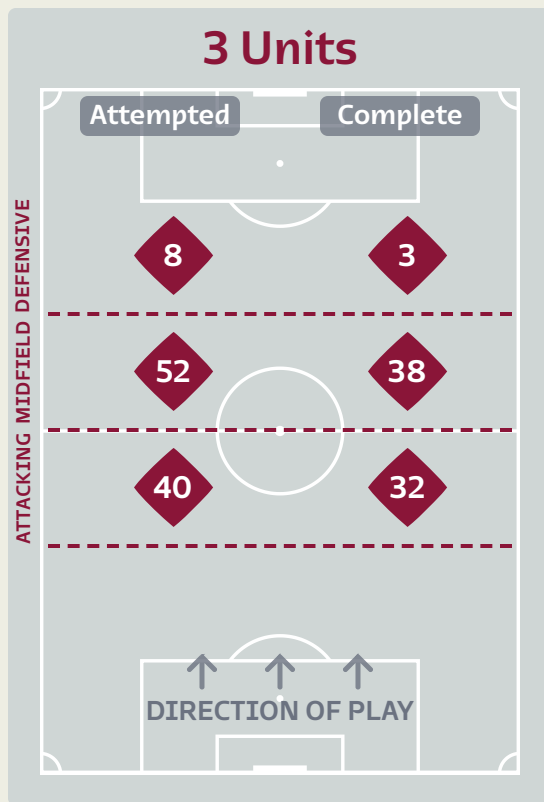 3 Units
Attempted Complete
ATTACKING MIDFIELD DEFENSIVE
8 3
52 38
40 32
DIRECTION OF PLAY